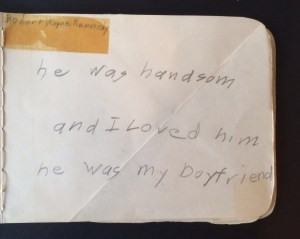 he was handsom
and I Loved him
he was my boyfriend